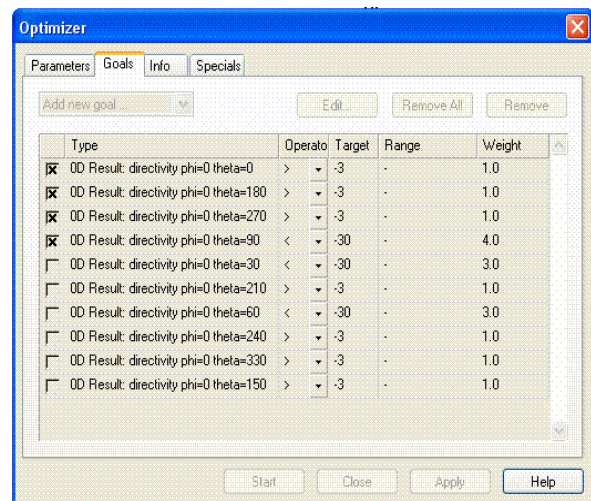 Optimizer
Parameters Goals Info Specials
Add new goal ... Edit... Remove All Remove
Type Operato Target Range Weight
0D Result: directivity phi=0 theta=0 > -3 - 1.0
0D Result: directivity phi=0 theta=180 > -3 - 1.0
0D Result: directivity phi=0 theta=270 > -3 - 1.0
0D Result: directivity phi=0 theta=90 < -30 - 4.0
0D Result: directivity phi=0 theta=30 < -30 - 3.0
0D Result: directivity phi=0 theta=210 > -3 - 1.0
0D Result: directivity phi=0 theta=60 < -30 - 3.0
0D Result: directivity phi=0 theta=240 > -3 - 1.0
0D Result: directivity phi=0 theta=330 > -3 - 1.0
0D Result: directivity phi=0 theta=150 > -3 - 1.0
Start Close Apply Help